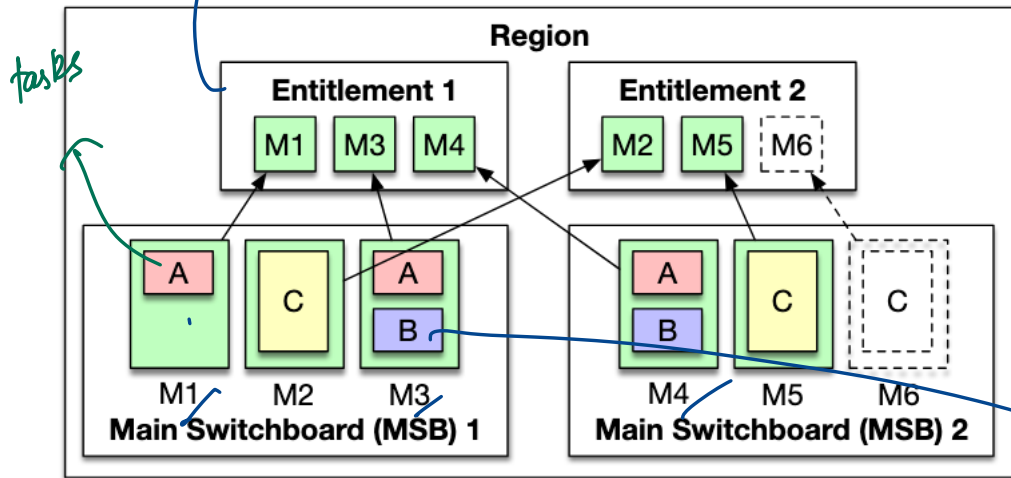 Region
tasks
Entitlement 1
Entitlement 2
M1 M3 M4
M2 M5 M6
A C A
B
A C C
B
M1 M2 M3
M4 M5 M6
Main Switchboard (MSB) 1
Main Switchboard (MSB) 2